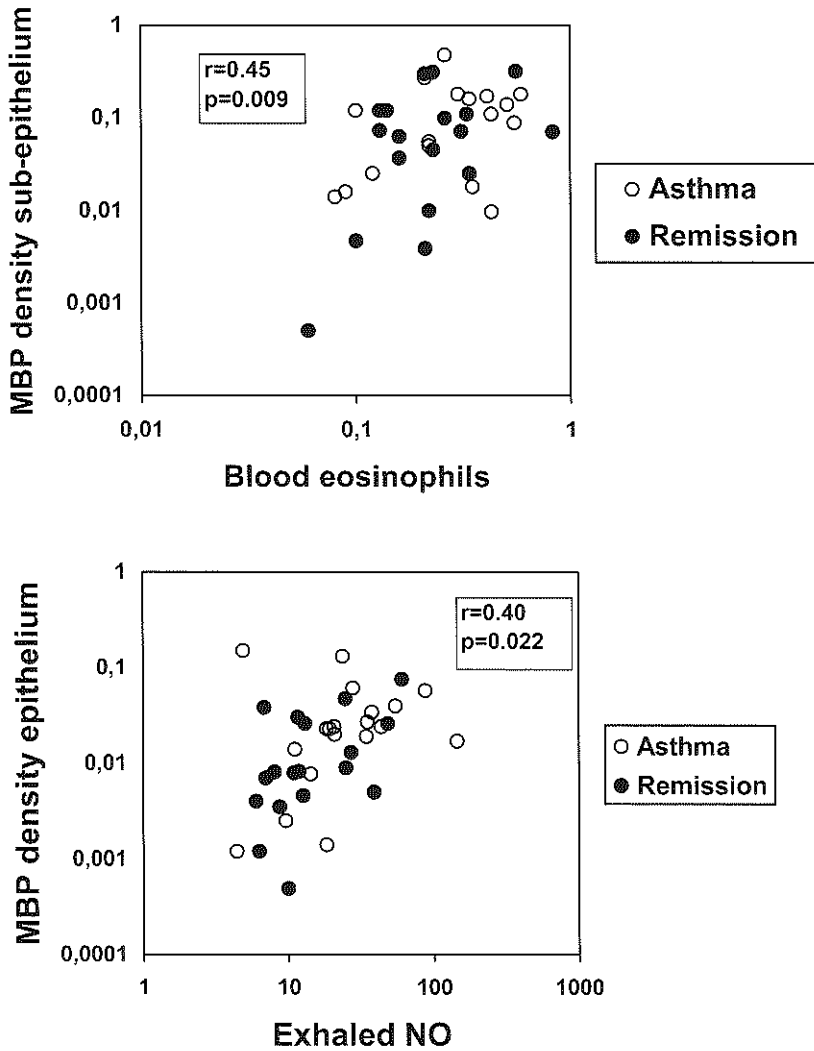 MBP density sub-epithelium
1
0,1
0,01
0,001
0,0001
r=0.45
p=0.009
0,01
0,1
1
Blood eosinophils
Asthma
Remission
MBP density epithelium
1
0,1
0,01
0,001
0,0001
r=0.40
p=0.022
1
10
100
1000
Exhaled NO
Asthma
Remission